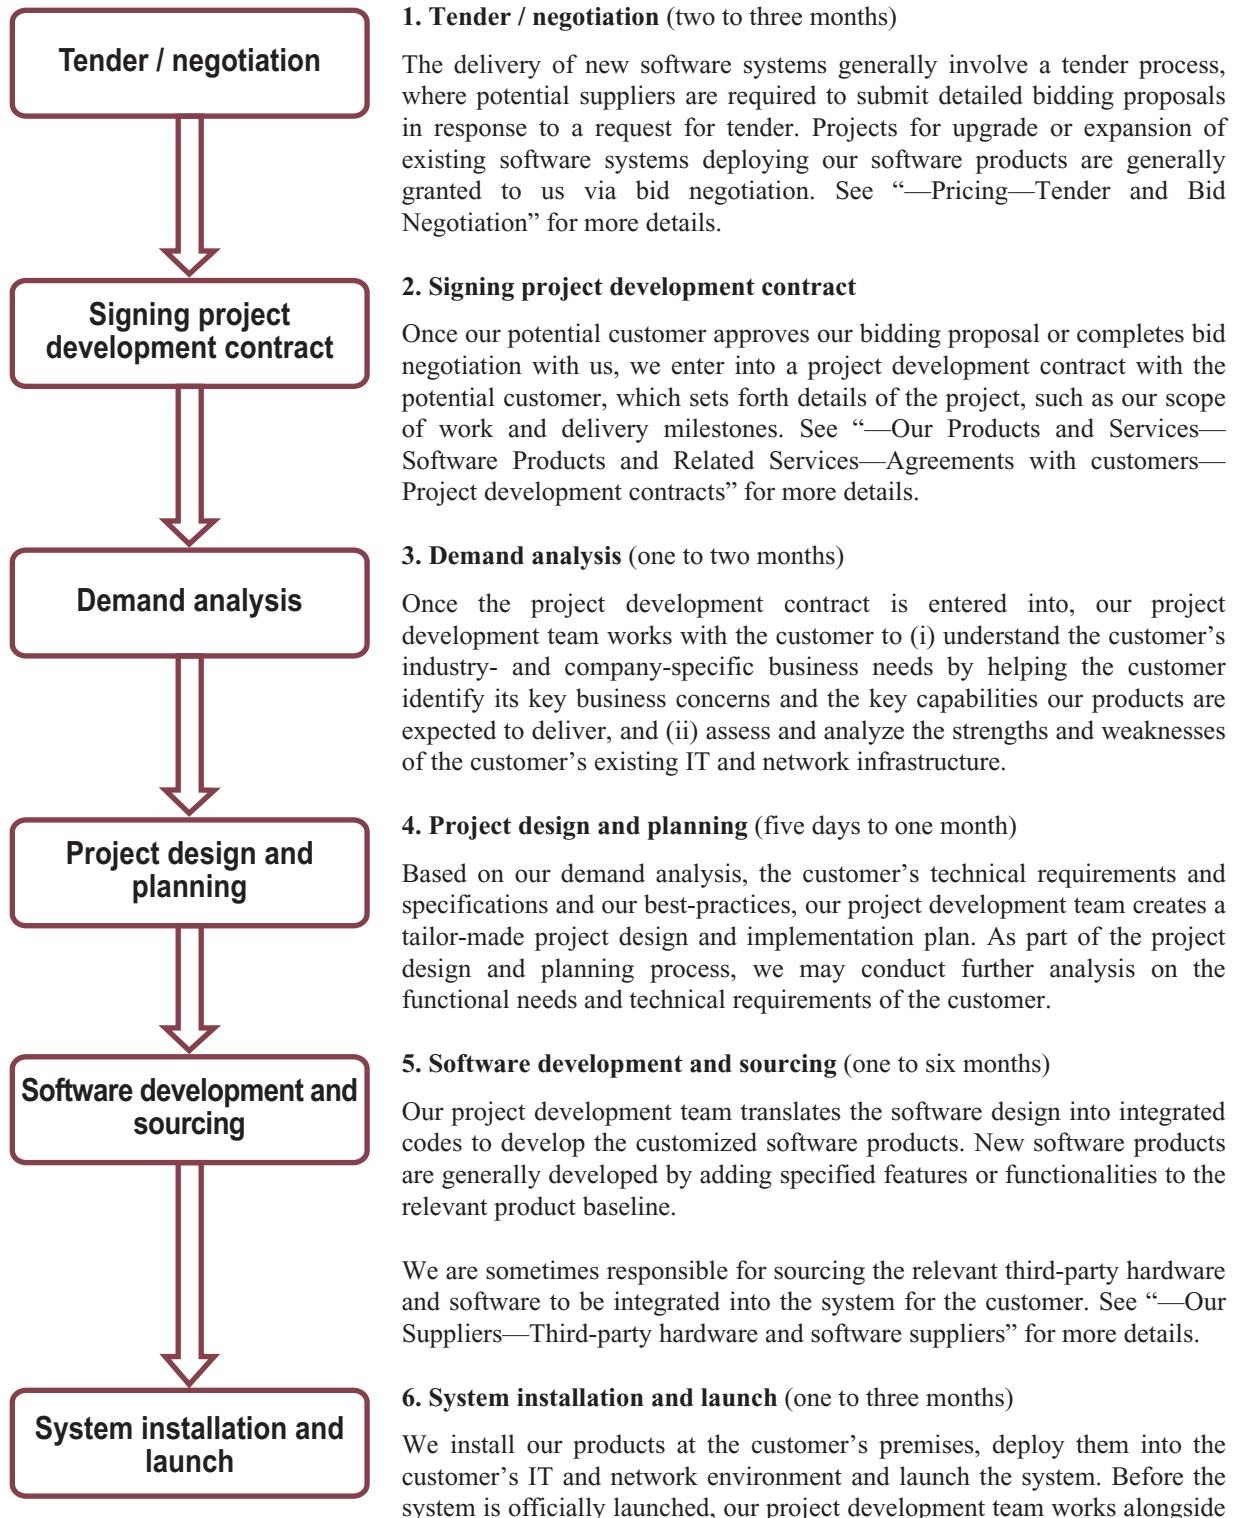 Tender / negotiation
1. Tender / negotiation (two to three months)
The delivery of new software systems generally involve a tender process,
where potential suppliers are required to submit detailed bidding proposals
in response to a request for tender. Projects for upgrade or expansion of
existing software systems deploying our software products are generally
granted to us via bid negotiation. See “—Pricing—Tender and Bid
Negotiation” for more details.
Signing project
development contract
2. Signing project development contract
Once our potential customer approves our bidding proposal or completes bid
negotiation with us, we enter into a project development contract with the
potential customer, which sets forth details of the project, such as our scope
of work and delivery milestones. See “—Our Products and Services—
Software Products and Related Services—Agreements with customers—
Project development contracts” for more details.
Demand analysis
3. Demand analysis (one to two months)
Once the project development contract is entered into, our project
development team works with the customer to (i) understand the customer’s
industry- and company-specific business needs by helping the customer
identify its key business concerns and the key capabilities our products are
expected to deliver, and (ii) assess and analyze the strengths and weaknesses
of the customer’s existing IT and network infrastructure.
Project design and
planning
4. Project design and planning (five days to one month)
Based on our demand analysis, the customer’s technical requirements and
specifications and our best-practices, our project development team creates a
tailor-made project design and implementation plan. As part of the project
design and planning process, we may conduct further analysis on the
functional needs and technical requirements of the customer.
Software development and
sourcing
5. Software development and sourcing (one to six months)
Our project development team translates the software design into integrated
codes to develop the customized software products. New software products
are generally developed by adding specified features or functionalities to the
relevant product baseline.
We are sometimes responsible for sourcing the relevant third-party hardware
and software to be integrated into the system for the customer. See “—Our
Suppliers—Third-party hardware and software suppliers” for more details.
System installation and
launch
6. System installation and launch (one to three months)
We install our products at the customer’s premises, deploy them into the
customer’s IT and network environment and launch the system. Before the
system is officially launched, our project development team works alongside